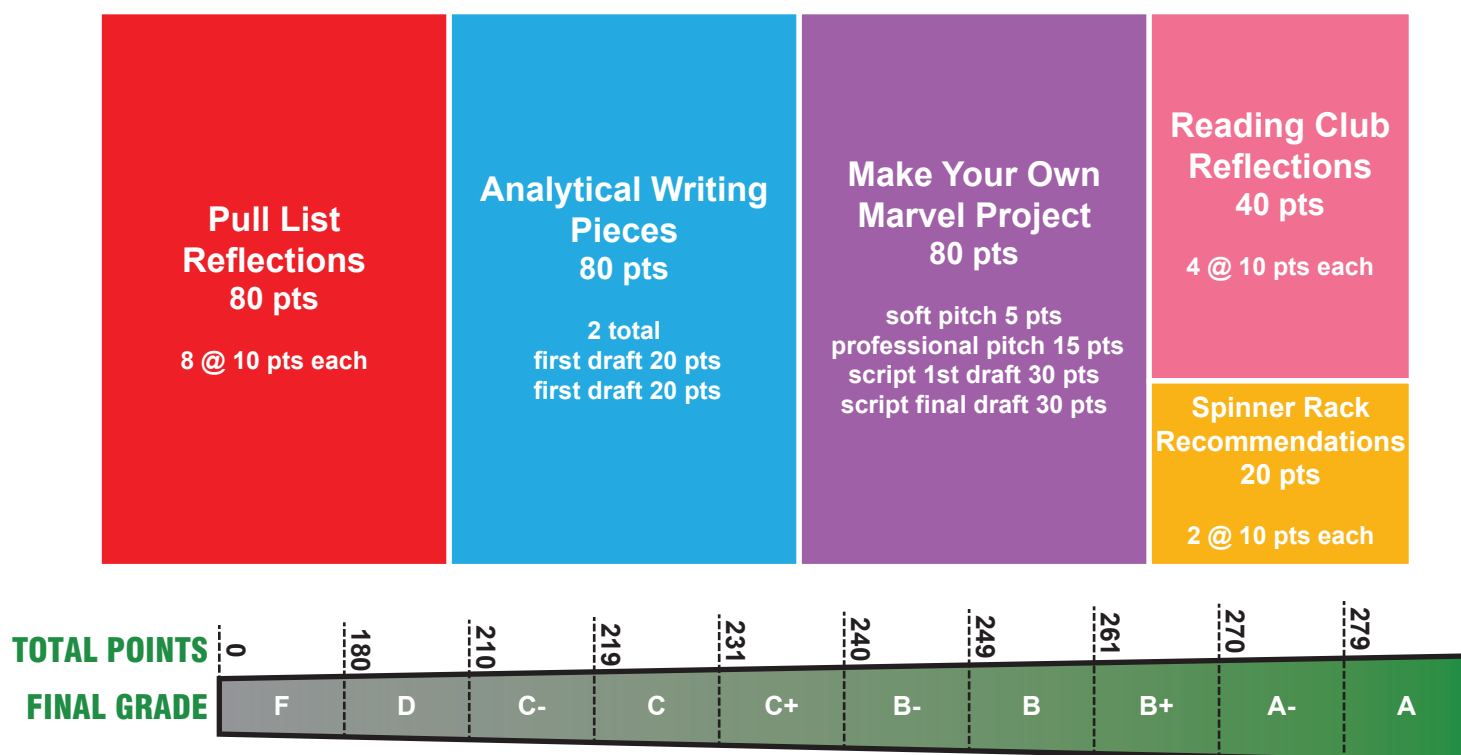 Pull List
Reflections
80 pts
8 @ 10 pts each
Analytical Writing
Pieces
80 pts
2 total
first draft 20 pts
first draft 20 pts
Make Your Own
Marvel Project
80 pts
soft pitch 5 pts
professional pitch 15 pts
script 1st draft 30 pts
script final draft 30 pts
Reading Club
Reflections
40 pts
4 @ 10 pts each
Spinner Rack
Recommendations
20 pts
2 @ 10 pts each
TOTAL POINTS 0 180 210 219 231 240 249 261 270 279
FINAL GRADE F D C- C C+ B- B B+ A- A